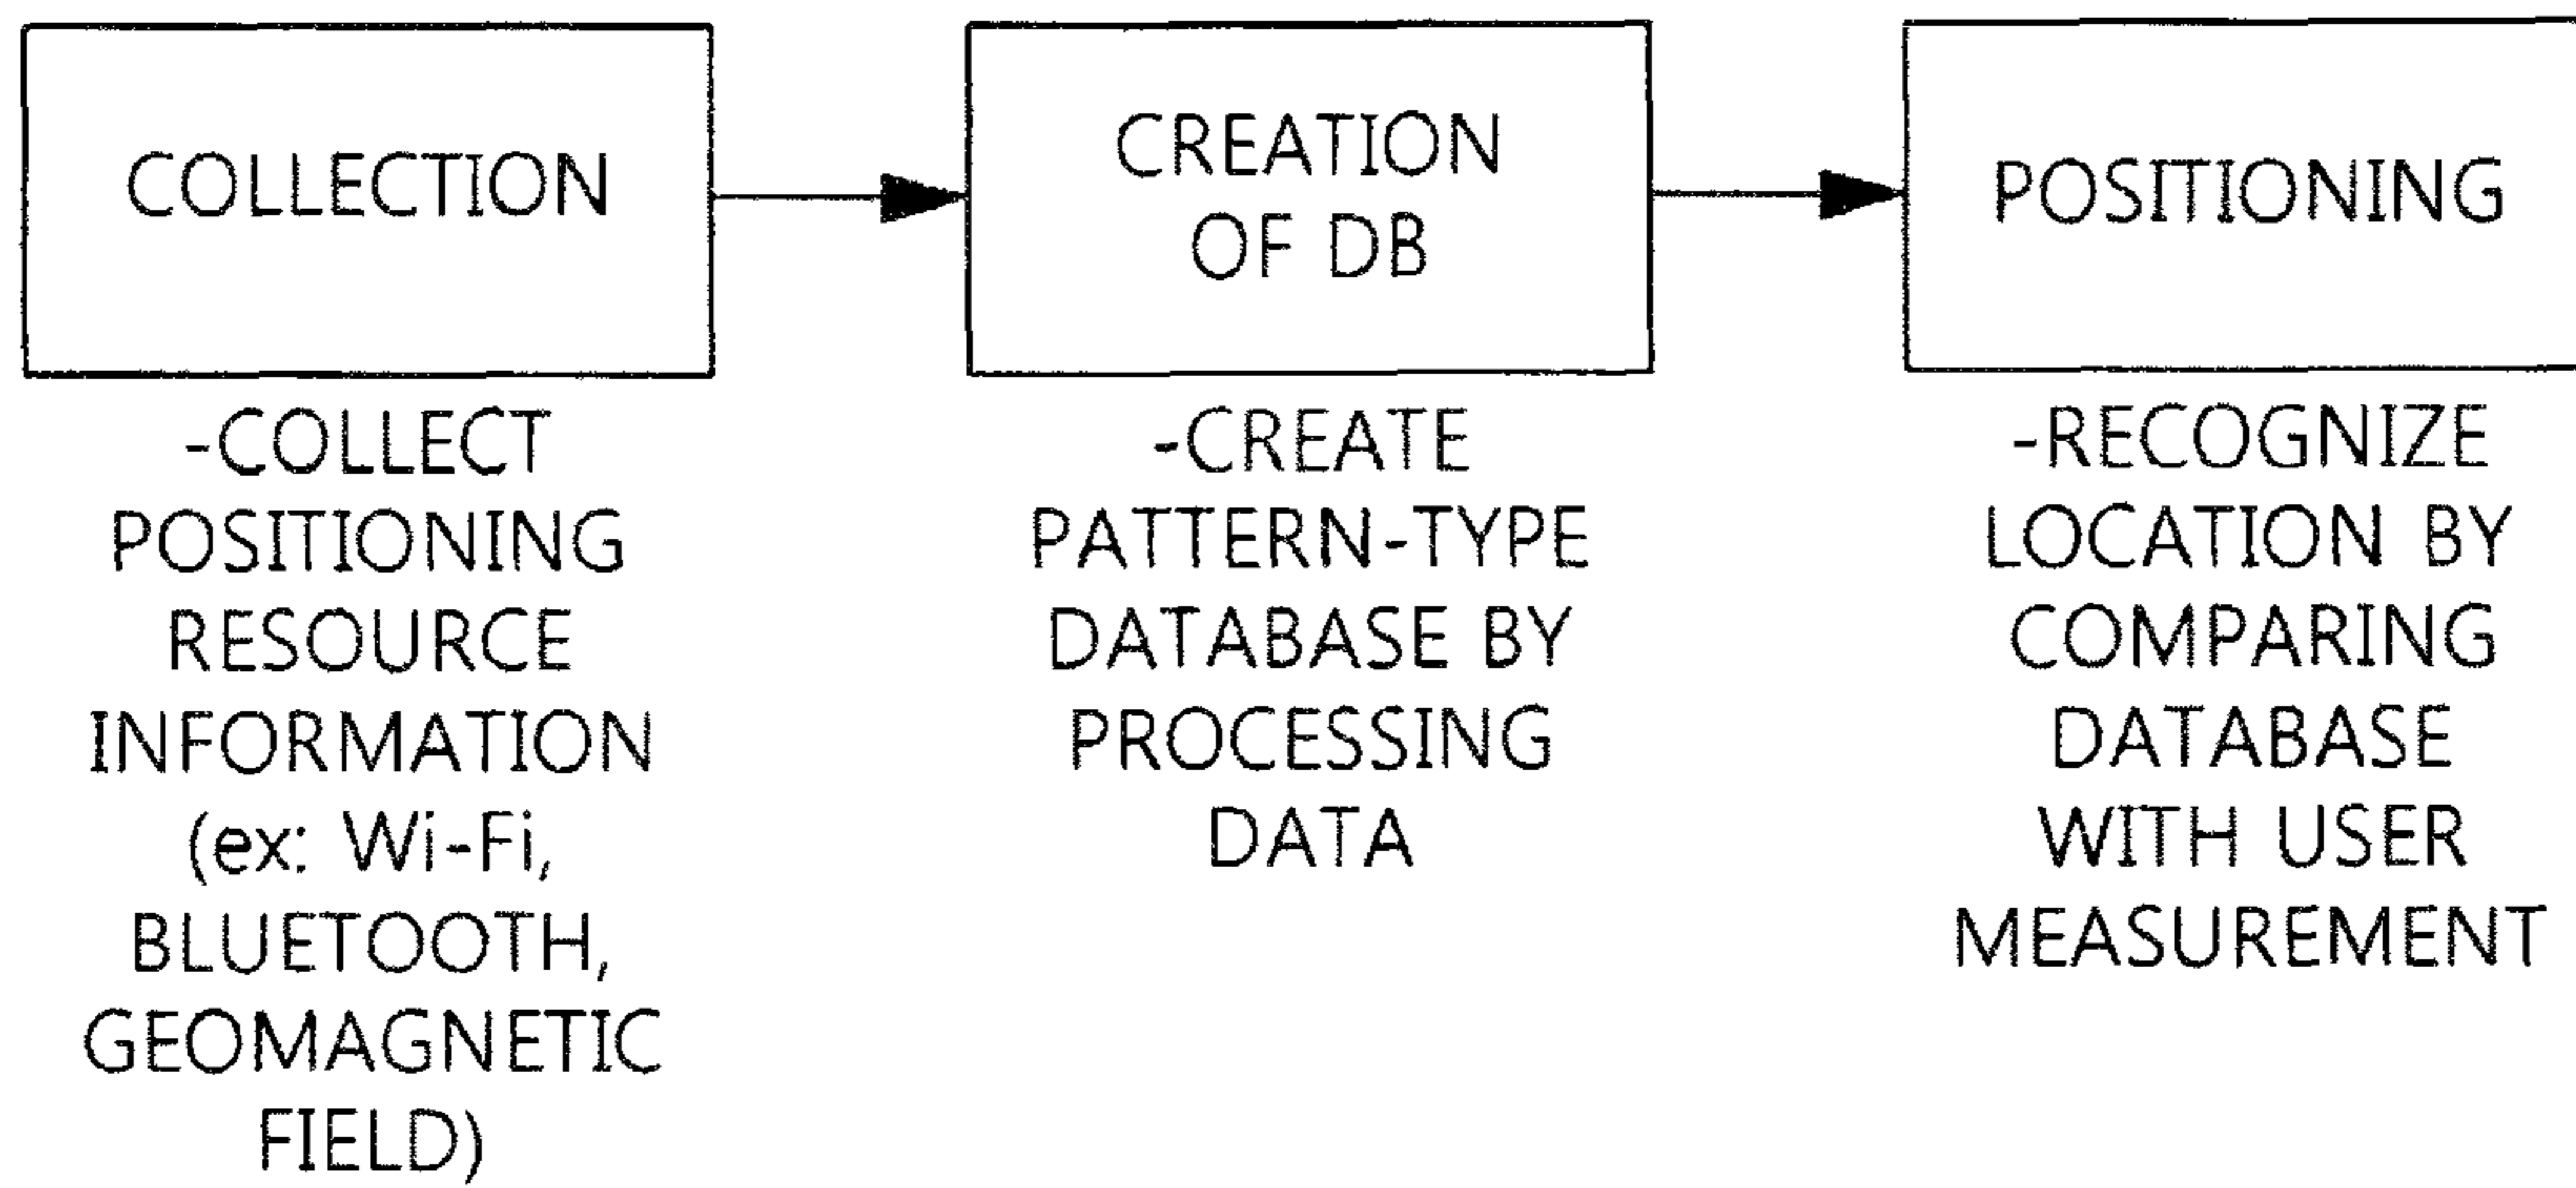 COLLECTION
CREATION
OF DB
POSITIONING
-COLLECT
POSITIONING
RESOURCE
INFORMATION
(ex: Wi-Fi,
BLUETOOTH,
GEOMAGNETIC
FIELD)
-CREATE
PATTERN-TYPE
DATABASE BY
PROCESSING
DATA
-RECOGNIZE
LOCATION BY
COMPARING
DATABASE
WITH USER
MEASUREMENT